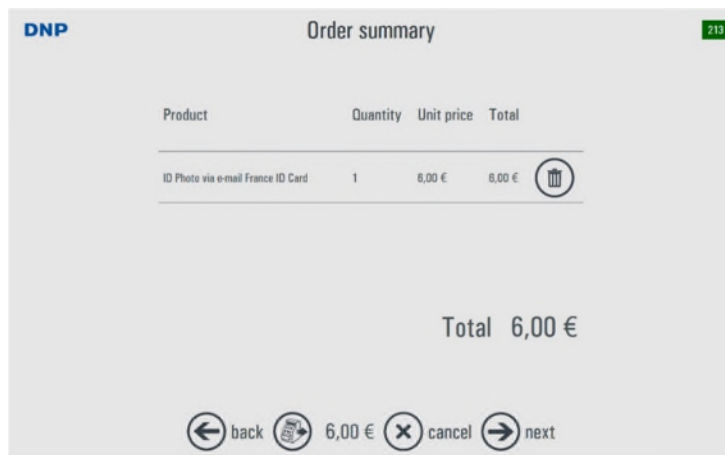 DNP
Order summary
213
Product Quantity Unit price Total
ID Photo via e-mail France ID Card 1 6,00 € 6,00 €
Total 6,00 €
back 6,00 € cancel next